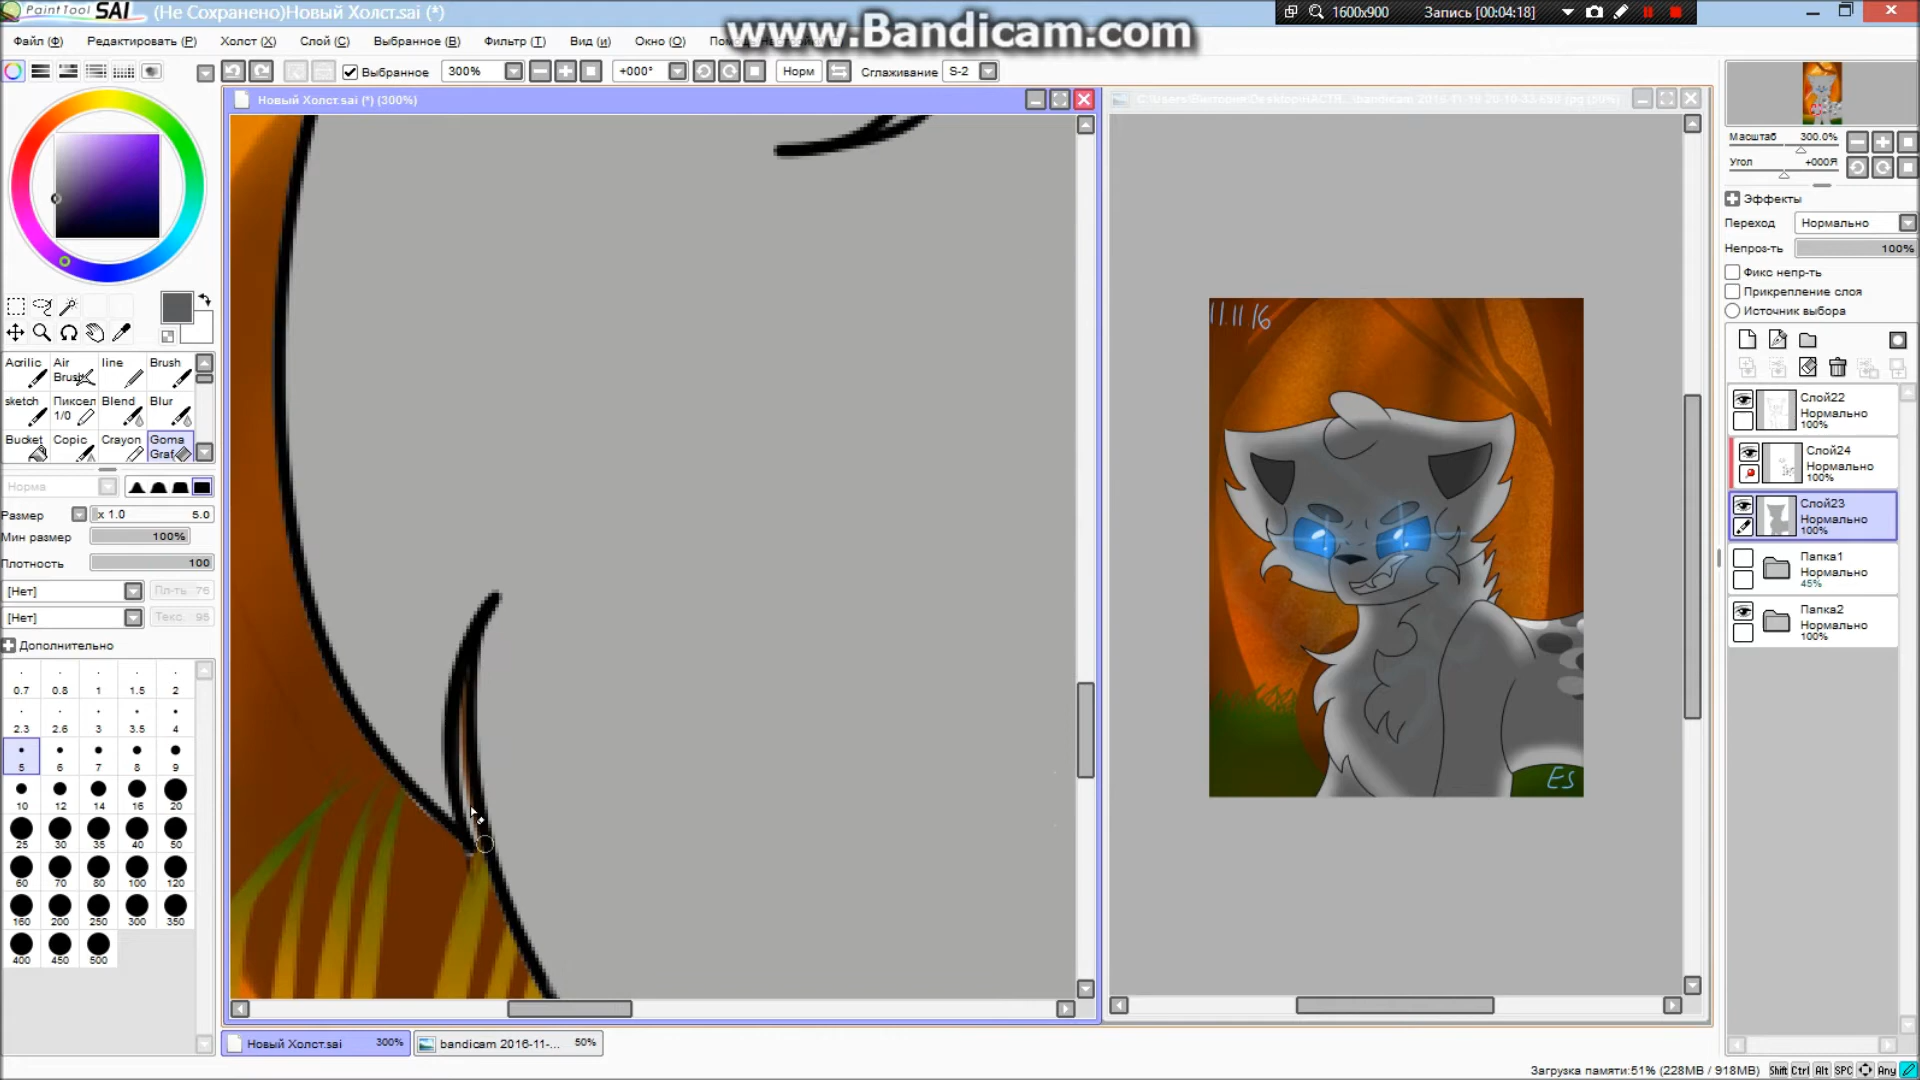 PaintTool SAI (Не Сохранено)Новый Холст.sai (*)
www.Bandicam.com
1600x900 Запись [00:04:18]
Файл (Ф) Редактировать (P) Холст (X) Слой (C) Выбранное (B) Фильтр (T) Вид (и) Окно (O)
Выбранное 300% +000° Норм Сглаживание S-2
Новый Холст.sai (*) (300%)
Масштаб 300.0%
Угол +000Я
Эффекты
Переход Нормально
Непроз-ть 100%
Фикс непр-ть
Прикрепление слоя
Источник выбора
11.11.16
ES
Acrilic Air Brush line Brush
sketch Пиксел 1/0 Blend Blur
Bucket Copic Crayon Goma Graf
Норма
Размер x 1.0 5.0
Мин размер 100%
Плотность 100
[Нет] Пл-ть 76
[Нет] Текс. 95
Дополнительно
0.7 0.8 1 1.5 2
2.3 2.6 3 3.5 4
5 6 7 8 9
10 12 14 16 20
25 30 35 40 50
60 70 80 100 120
160 200 250 300 350
400 450 500
Слой22
Нормально
100%
Слой24
Нормально
100%
Слой23
Нормально
100%
Папка1
Нормально
45%
Папка2
Нормально
100%
Новый Холст.sai 300% bandicam 2016-11-... 50%
Загрузка памяти:51% (228MB / 918MB) Shift Ctrl Alt SPC Any